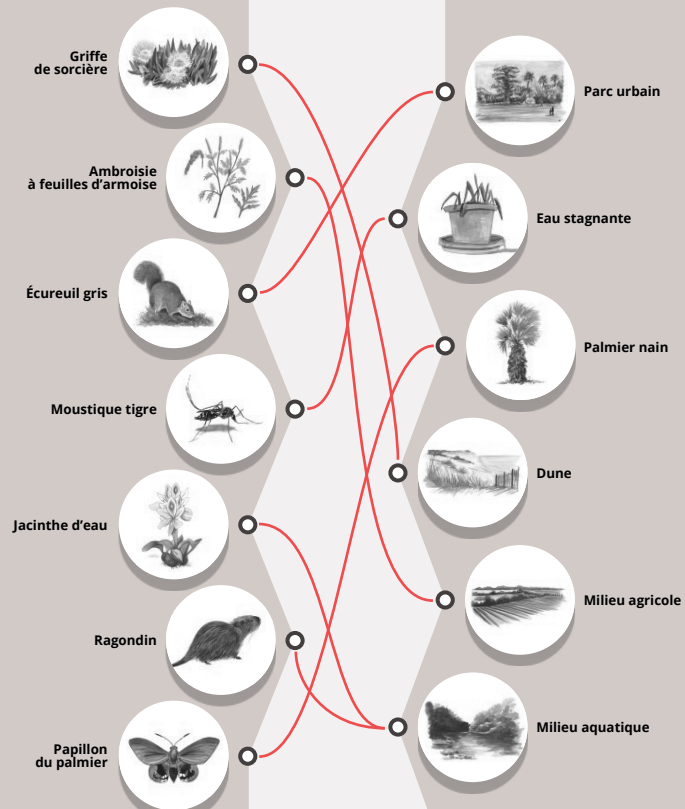 Griffe
de sorcière
Ambroisie
à feuilles d’armoise
Écureuil gris
Moustique tigre
Jacinthe d’eau
Ragondin
Papillon
du palmier
Parc urbain
Eau stagnante
Palmier nain
Dune
Milieu agricole
Milieu aquatique